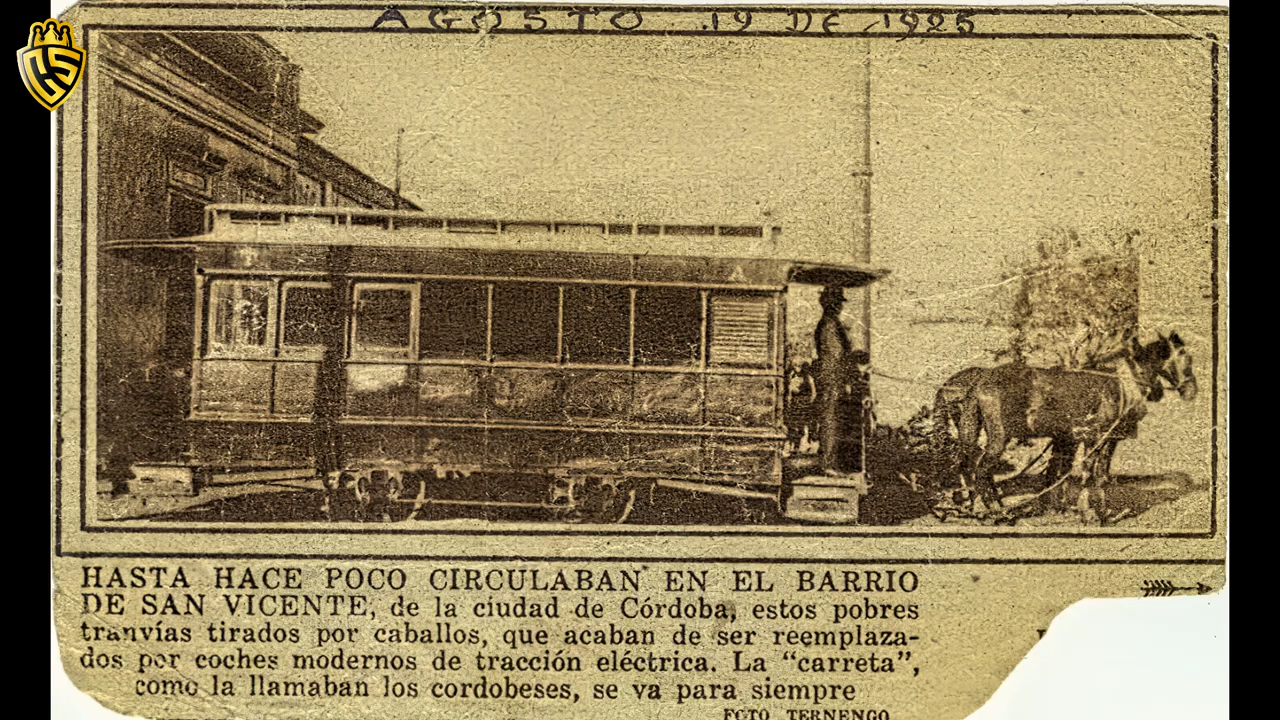 AGOSTO 19 DE 1925
HASTA HACE POCO CIRCULABAN EN EL BARRIO
DE SAN VICENTE, de la ciudad de Córdoba, estos pobres
tranvías tirados por caballos, que acaban de ser reemplaza-
dos por coches modernos de tracción eléctrica. La "carreta",
como la llamaban los cordobeses, se va para siempre
FOTO TERNENGO